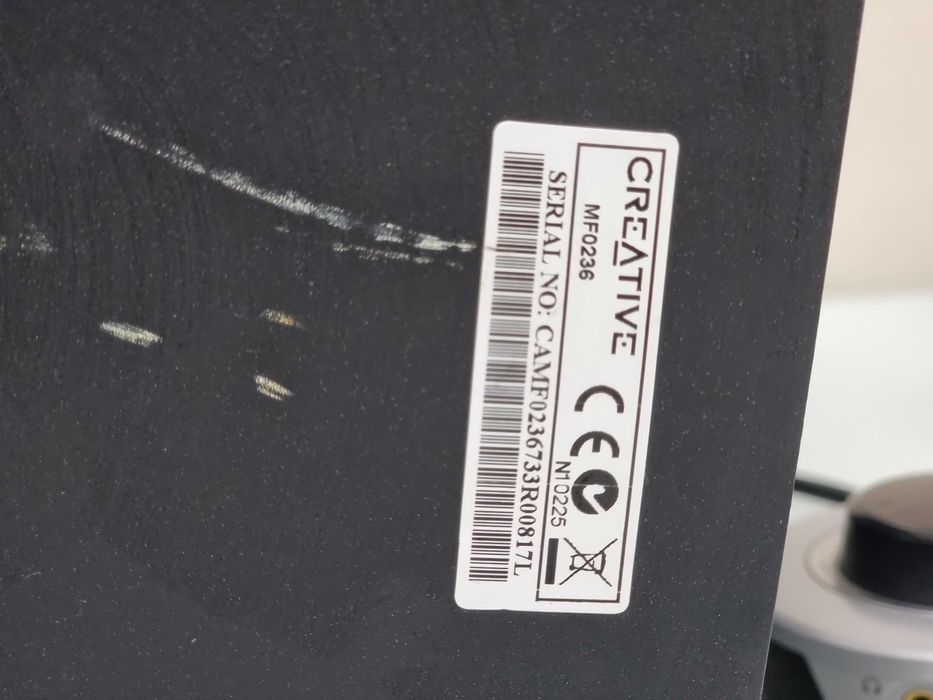 CREATIVE
MF0236
N10225
SERIAL NO: CAMF0236733R00817L